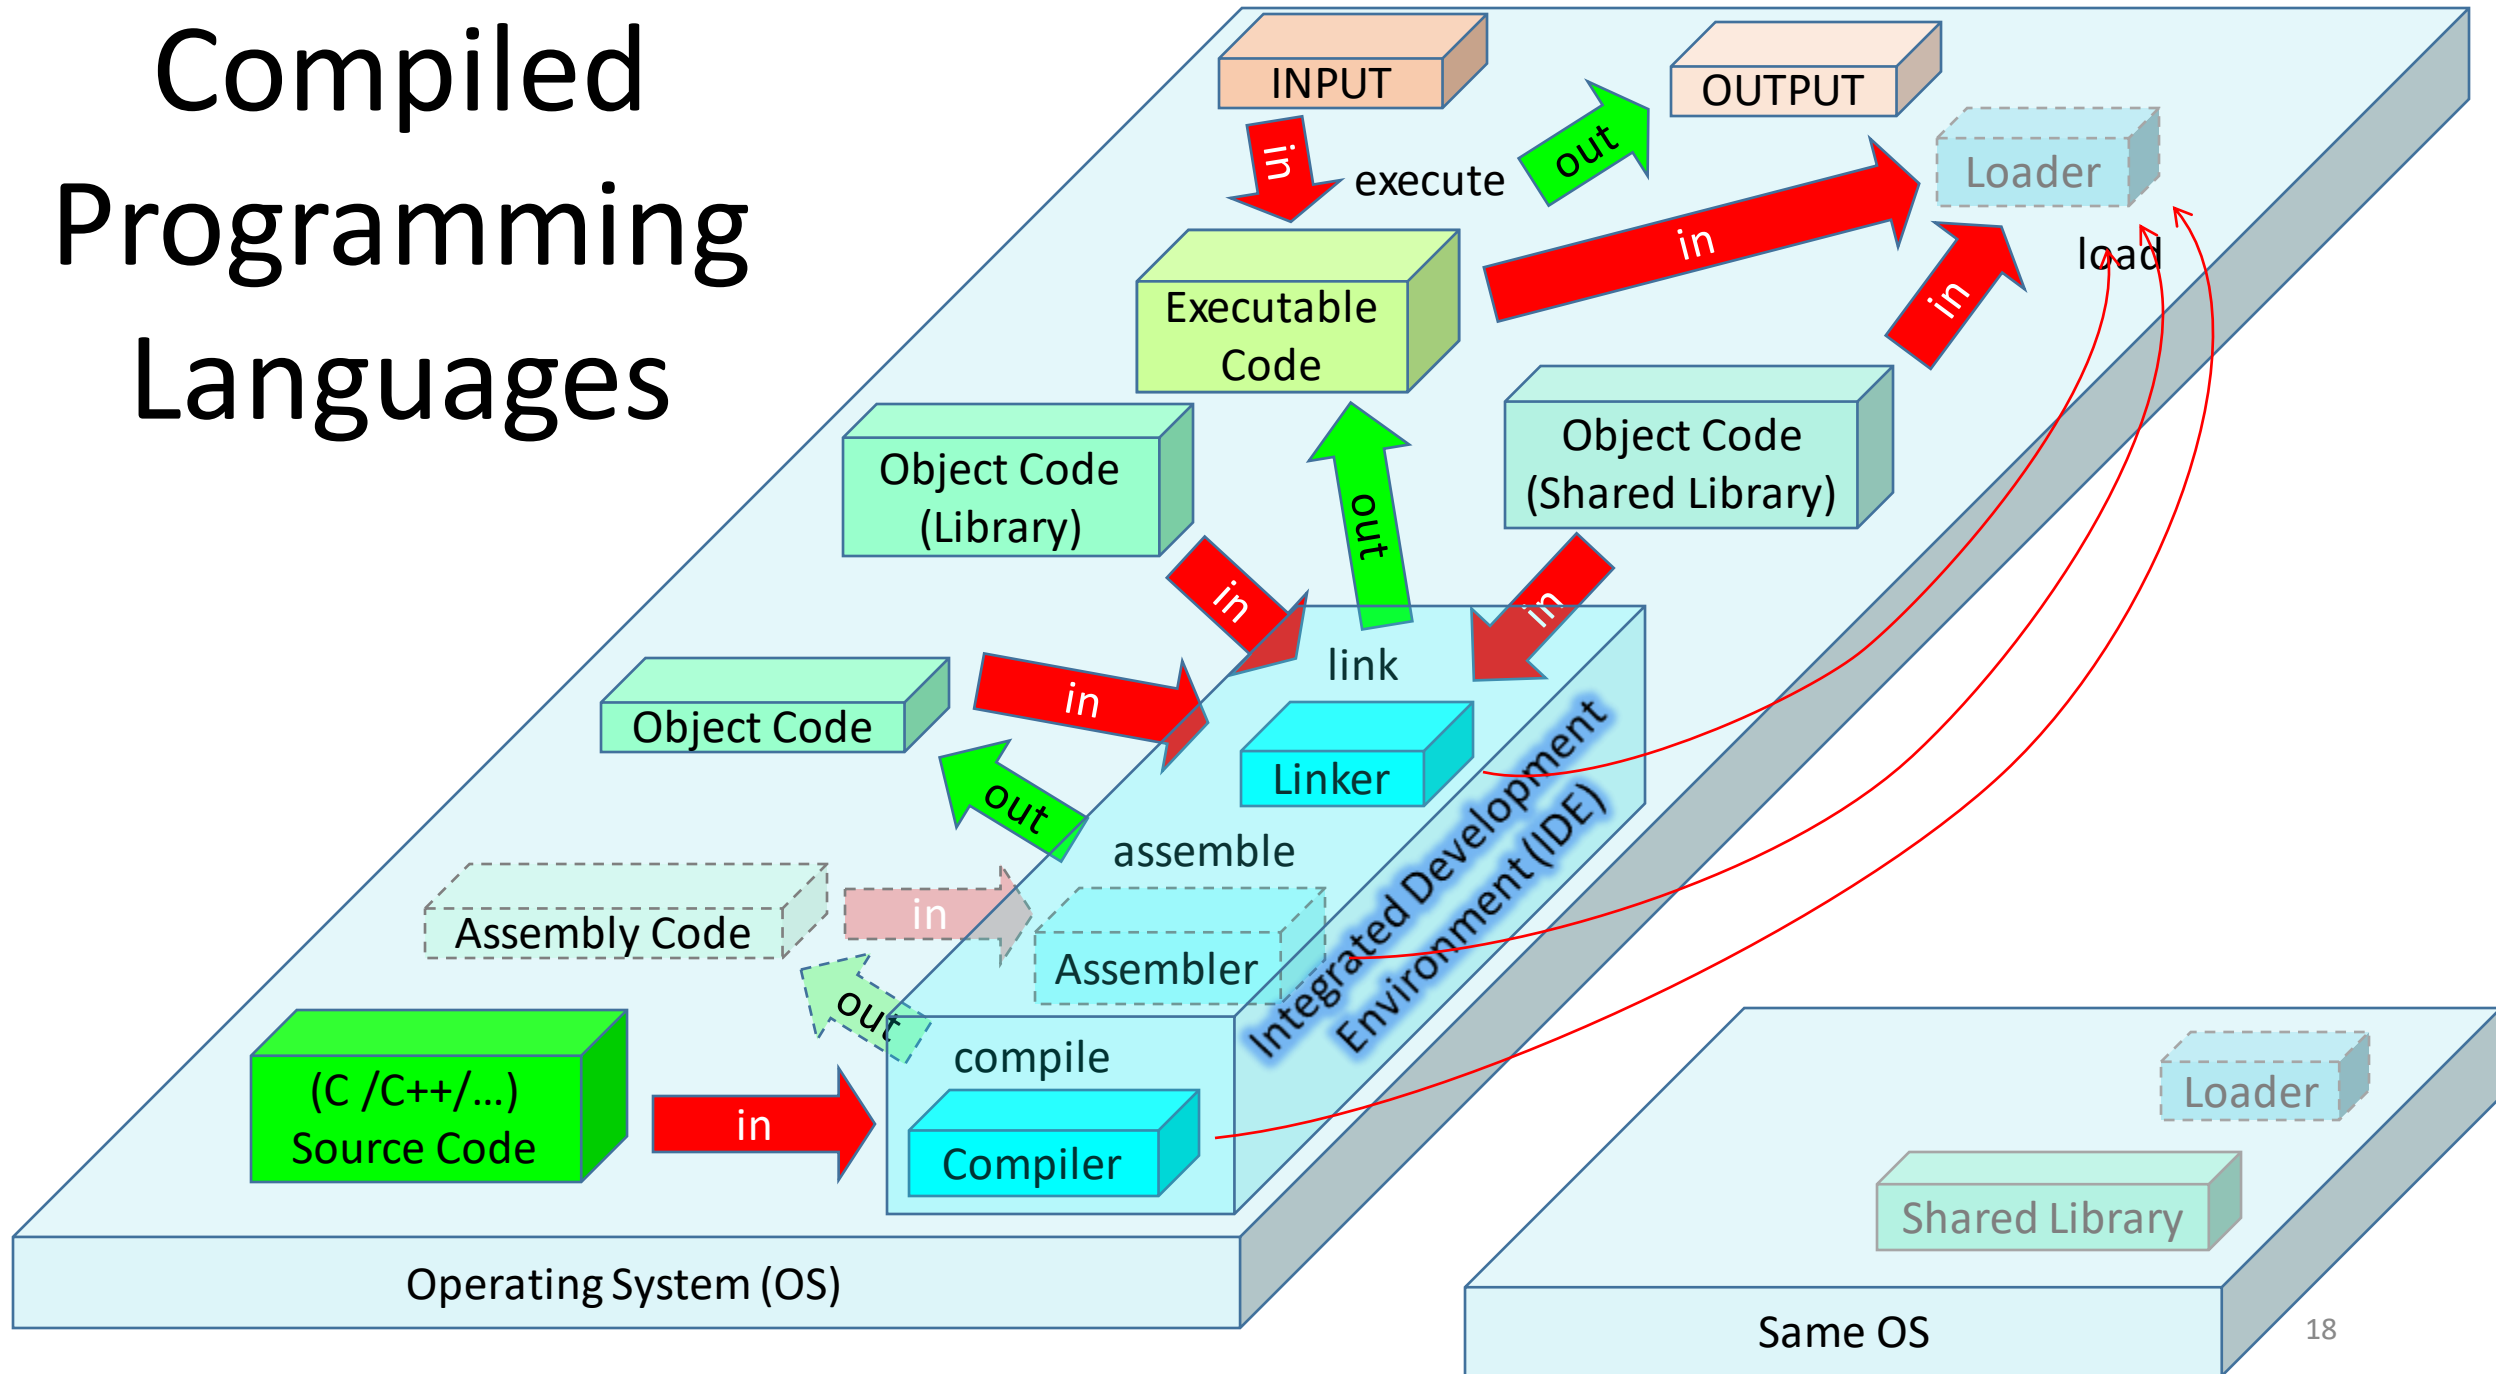 Compiled
Programming
Languages
INPUT
OUTPUT
Loader
in
execute
out
load
in
in
Executable
Code
Object Code
(Library)
Object Code
(Shared Library)
out
in
in
link
Object Code
in
Linker
out
assemble
Integrated Development
Environment (IDE)
Assembly Code
in
Assembler
out
compile
(C /C++/...)
Source Code
in
Compiler
Operating System (OS)
Loader
Shared Library
Same OS
18